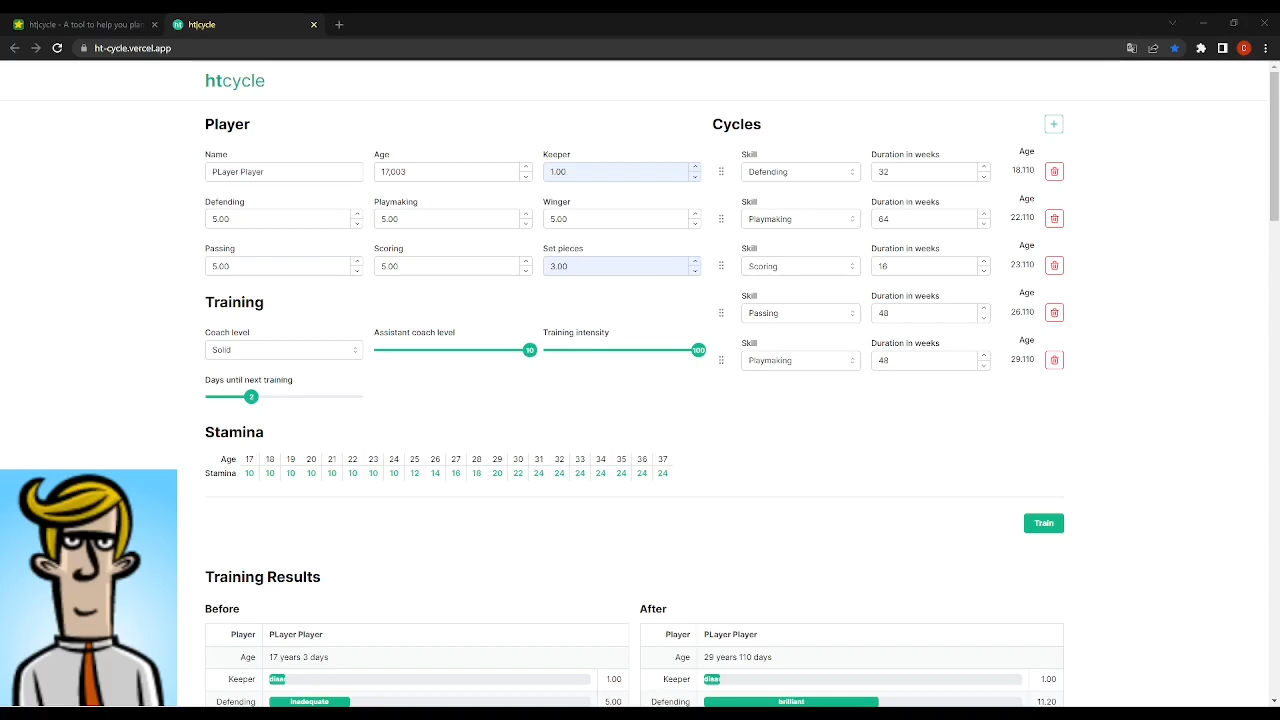 ht|cycle - A tool to help you plan
ht|cycle
ht-cycle.vercel.app
C
htcycle
Player
Name
Age
Keeper
PLayer Player
17,003
1.00
Defending
Playmaking
Winger
5.00
5.00
5.00
Passing
Scoring
Set pieces
5.00
5.00
3.00
Training
Coach level
Assistant coach level
Training intensity
Solid
10
100
Days until next training
2
Cycles
Skill
Duration in weeks
Age
Defending
32
18.110
Skill
Duration in weeks
Age
Playmaking
64
22.110
Skill
Duration in weeks
Age
Scoring
16
23.110
Skill
Duration in weeks
Age
Passing
48
26.110
Skill
Duration in weeks
Age
Playmaking
48
29.110
Stamina
Age 17 18 19 20 21 22 23 24 25 26 27 28 29 30 31 32 33 34 35 36 37
Stamina 10 10 10 10 10 10 10 10 12 14 16 18 20 22 24 24 24 24 24 24 24
Train
Training Results
Before
Player PLayer Player
Age 17 years 3 days
Keeper disas 1.00
Defending inadequate 5.00
After
Player PLayer Player
Age 29 years 110 days
Keeper disas 1.00
Defending brilliant 11.20